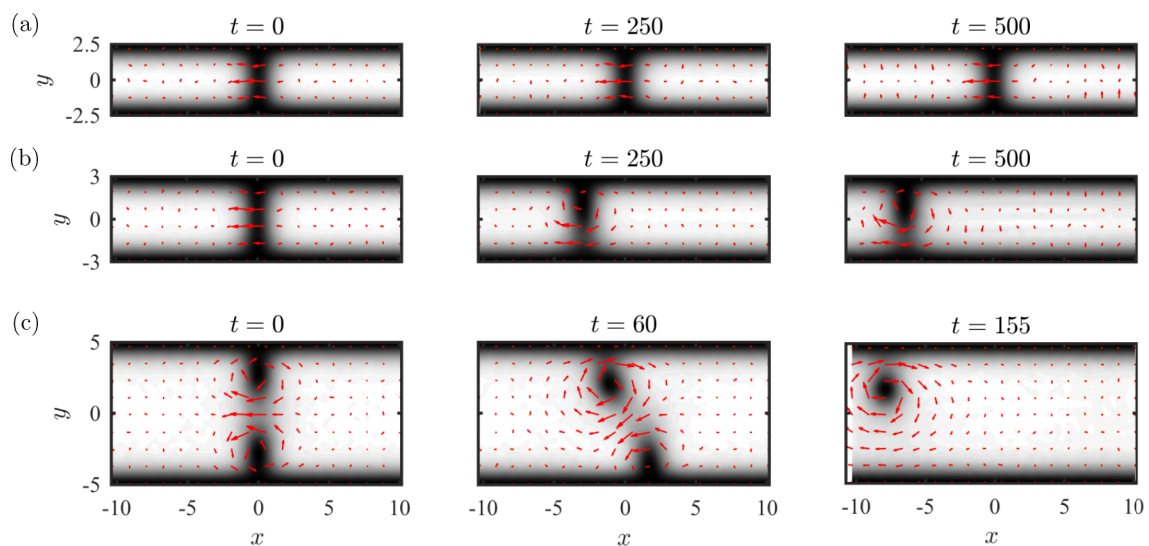 (a)
t = 0
t = 250
t = 500
2.5
0
-2.5
y
(b)
t = 0
t = 250
t = 500
3
0
-3
y
(c)
t = 0
t = 60
t = 155
5
0
-5
y
-10 -5 0 5 10
-10 -5 0 5 10
-10 -5 0 5 10
x
x
x